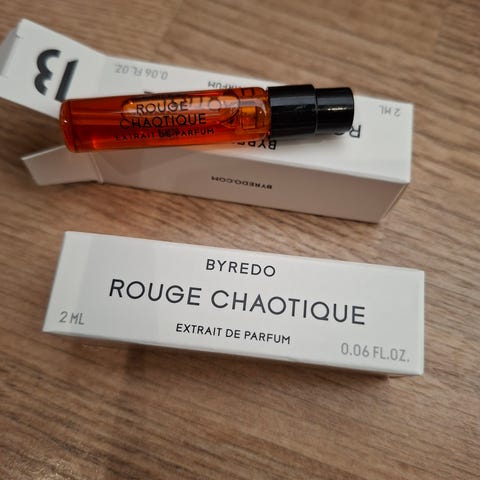 13
0.06 FL.OZ.
2 ML
ROUGE
CHAOTIQUE
EXTRAIT DE PARFUM
BYREDO.COM
BYREDO
ROUGE CHAOTIQUE
2 ML
EXTRAIT DE PARFUM
0.06 FL.OZ.